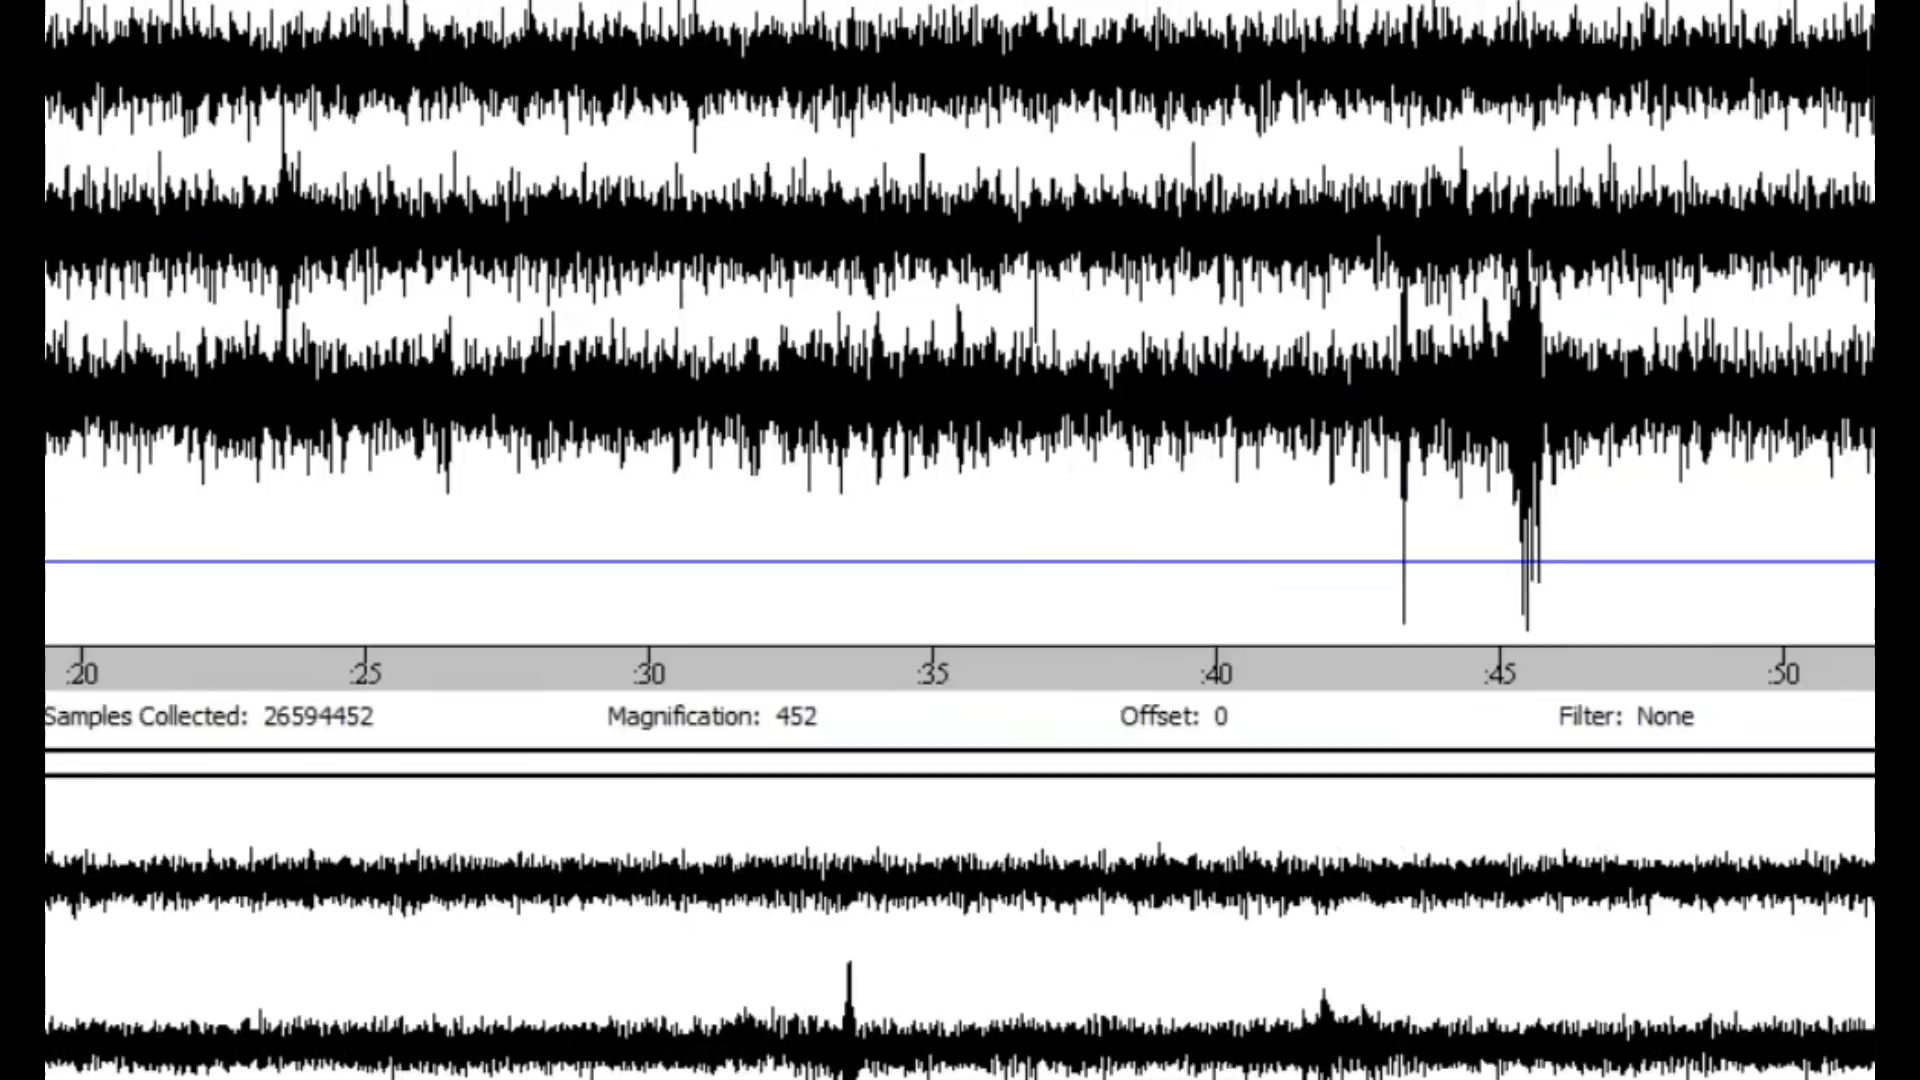 :20 :25 :30 :35 :40 :45 :50
Samples Collected: 26594452 Magnification: 452 Offset: 0 Filter: None